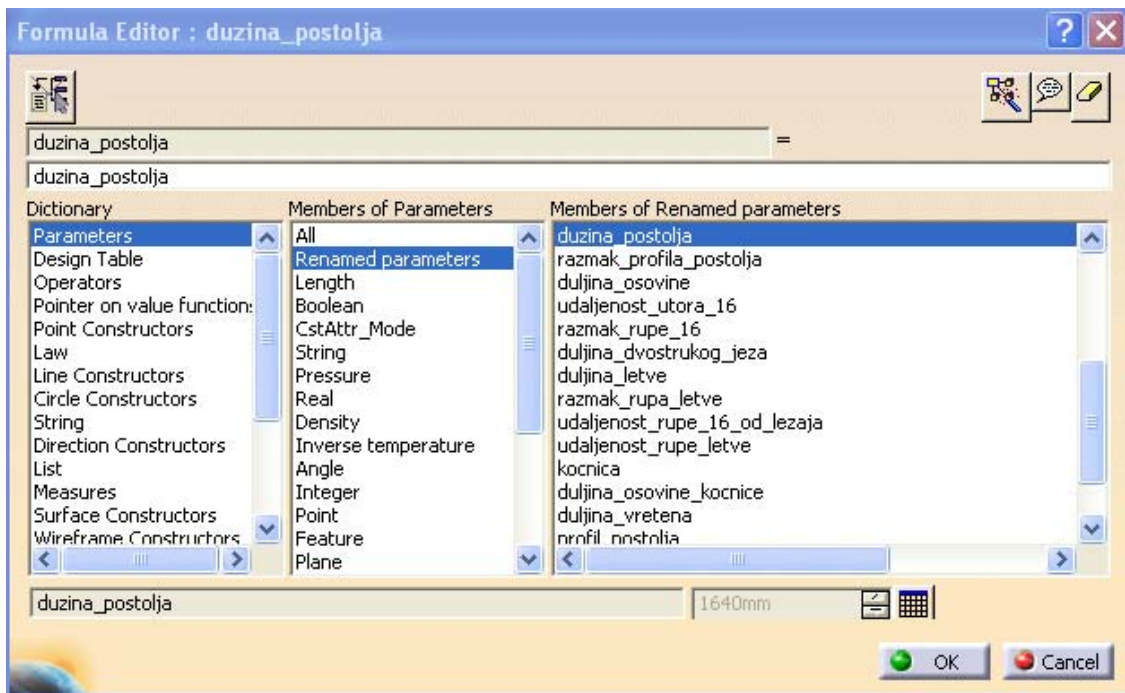 Formula Editor : duzina_postolja
duzina_postolja =
duzina_postolja
Dictionary
Parameters
Design Table
Operators
Pointer on value function:
Point Constructors
Law
Line Constructors
Circle Constructors
String
Direction Constructors
List
Measures
Surface Constructors
Wireframe Constructors
Members of Parameters
All
Renamed parameters
Length
Boolean
CstAttr_Mode
String
Pressure
Real
Density
Inverse temperature
Angle
Integer
Point
Feature
Plane
Members of Renamed parameters
duzina_postolja
razmak_profila_postolja
duljina_osovine
udaljenost_utora_16
razmak_rupe_16
duljina_dvostrukog_jeza
duljina_letve
razmak_rupa_letve
udaljenost_rupe_16_od_lezaja
udaljenost_rupe_letve
kocnica
duljina_osovine_kocnice
duljina_vretena
profil_postolja
duzina_postolja 1640mm
OK Cancel